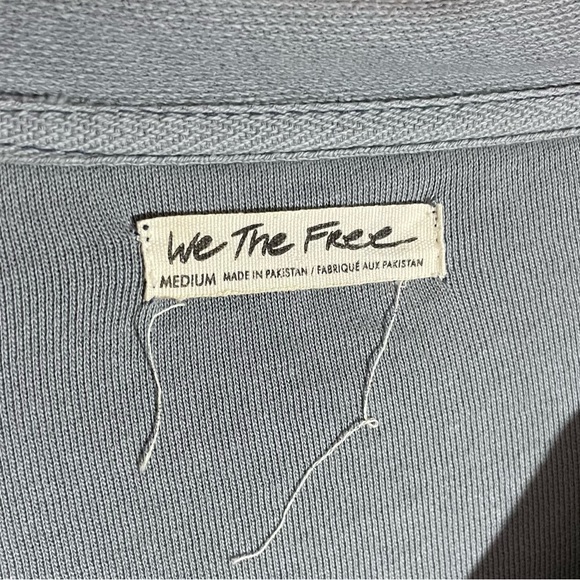 We The Free
MEDIUM MADE IN PAKISTAN / FABRIQUÉ AUX PAKISTAN